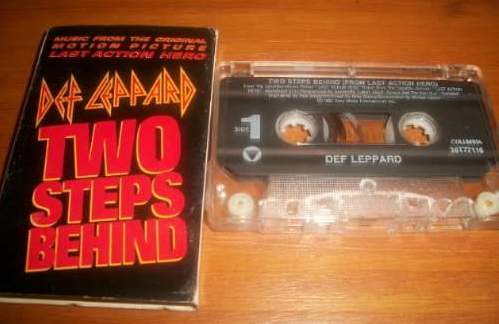 MUSIC FROM THE ORIGINAL
MOTION PICTURE
LAST ACTION HERO
DEF LEPPARD
TWO
STEPS
BEHIND
TWO STEPS BEHIND (FROM LAST ACTION HERO)
SIDE 1
COLUMBIA
38T77116
DEF LEPPARD